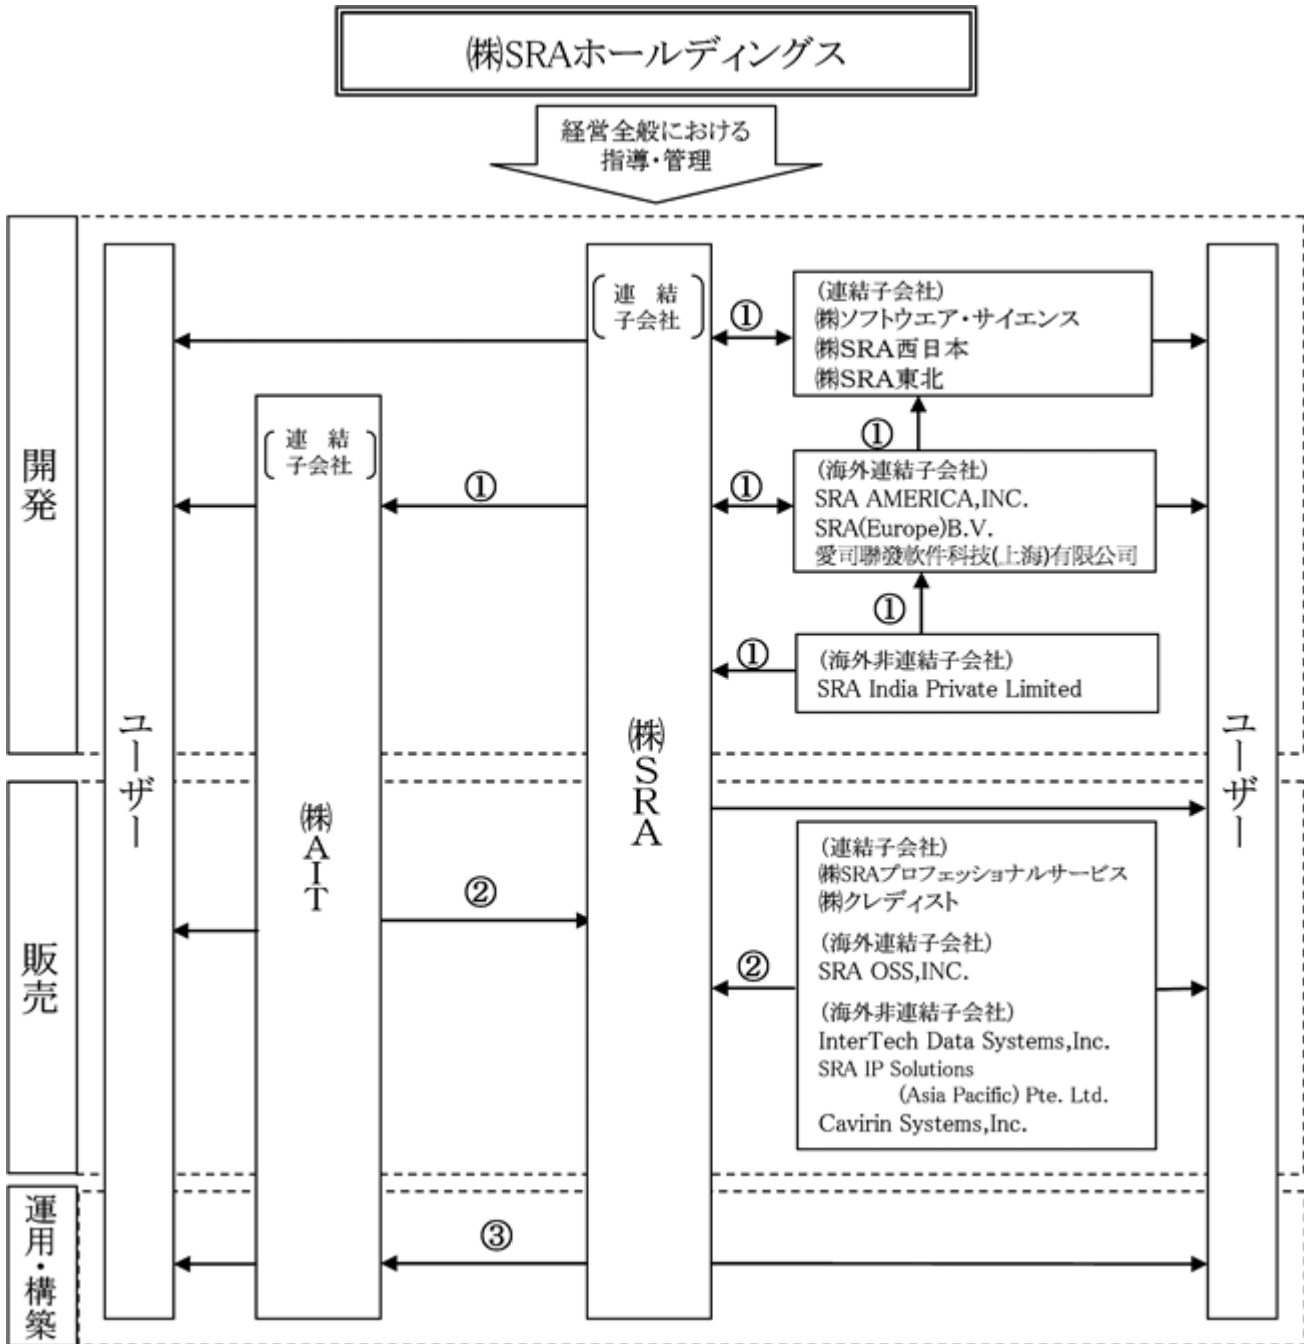 ㈱SRAホールディングス
経営全般における
指導・管理
開発
ユーザー
連 結
子会社
㈱AIT
①
連 結
子会社
㈱SRA
①
(連結子会社)
㈱ソフトウエア・サイエンス
㈱SRA西日本
㈱SRA東北
①
①
(海外連結子会社)
SRA AMERICA,INC.
SRA(Europe)B.V.
愛司聯發軟件科技(上海)有限公司
①
①
(海外非連結子会社)
SRA India Private Limited
ユーザー
販売
②
②
(連結子会社)
㈱SRAプロフェッショナルサービス
㈱クレディスト
(海外連結子会社)
SRA OSS,INC.
(海外非連結子会社)
InterTech Data Systems,Inc.
SRA IP Solutions
(Asia Pacific) Pte. Ltd.
Cavirin Systems,Inc.
運用・構築
③